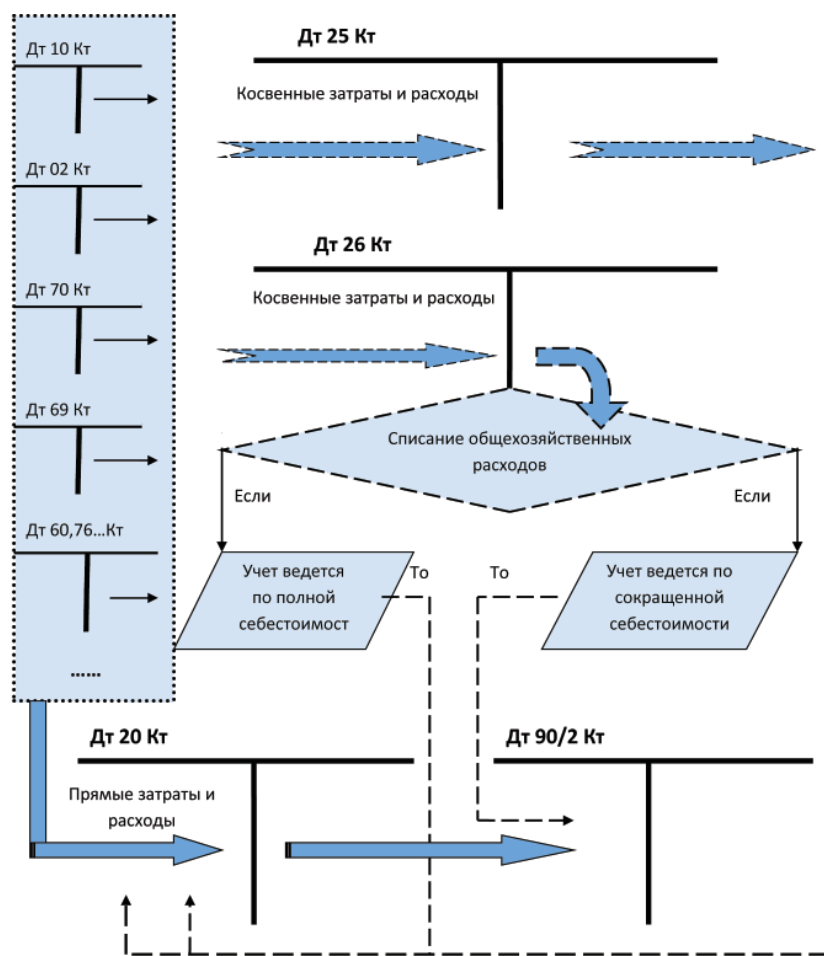 Дт 10 Кт
Дт 02 Кт
Дт 70 Кт
Дт 69 Кт
Дт 60,76...Кт
......
Дт 25 Кт
Косвенные затраты и расходы
Дт 26 Кт
Косвенные затраты и расходы
Списание общехозяйственных
расходов
Если
Если
Учет ведется
по полной
себестоимост
То
То
Учет ведется по
сокращенной
себестоимости
Дт 20 Кт
Прямые затраты и
расходы
Дт 90/2 Кт